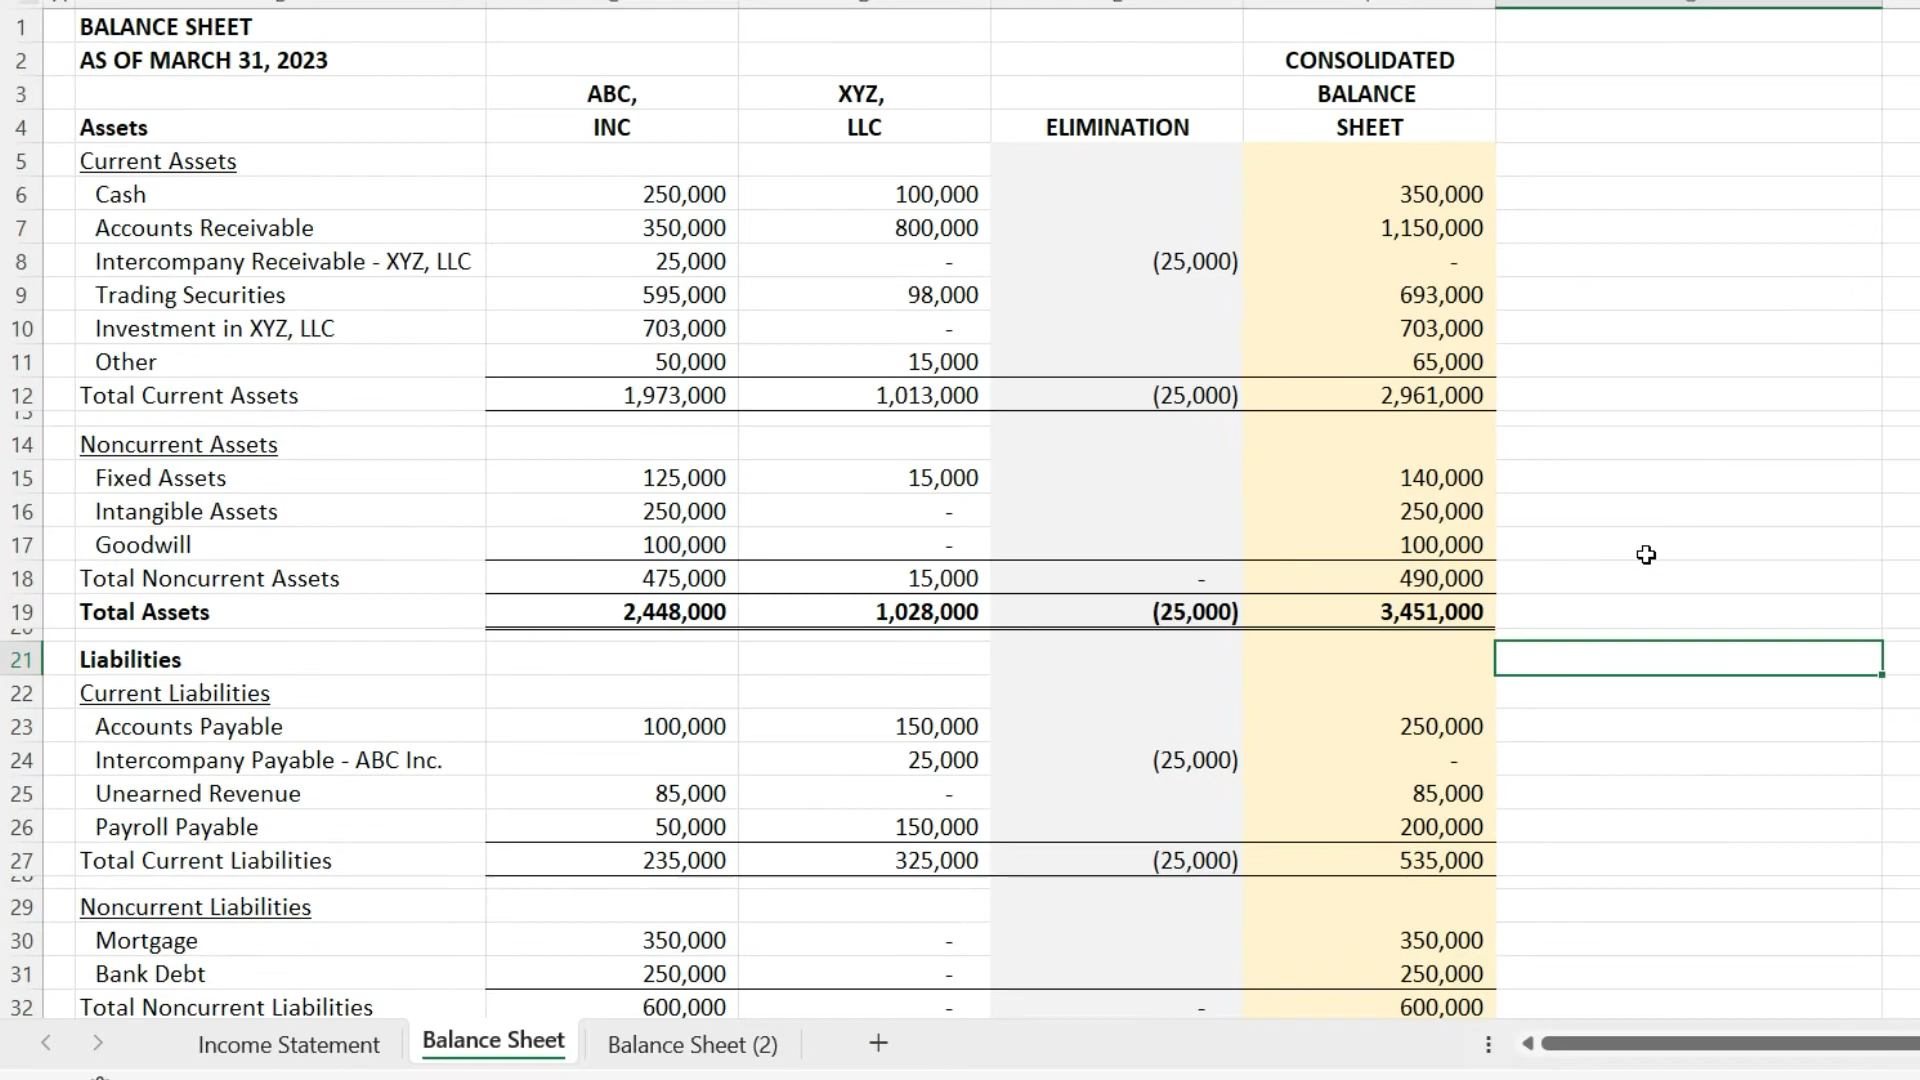 1 BALANCE SHEET
2 AS OF MARCH 31, 2023 CONSOLIDATED
3 ABC, XYZ, BALANCE
4 Assets INC LLC ELIMINATION SHEET
5 Current Assets
6 Cash 250,000 100,000 350,000
7 Accounts Receivable 350,000 800,000 1,150,000
8 Intercompany Receivable - XYZ, LLC 25,000 - (25,000) -
9 Trading Securities 595,000 98,000 693,000
10 Investment in XYZ, LLC 703,000 - 703,000
11 Other 50,000 15,000 65,000
12 Total Current Assets 1,973,000 1,013,000 (25,000) 2,961,000
14 Noncurrent Assets
15 Fixed Assets 125,000 15,000 140,000
16 Intangible Assets 250,000 - 250,000
17 Goodwill 100,000 - 100,000
18 Total Noncurrent Assets 475,000 15,000 - 490,000
19 Total Assets 2,448,000 1,028,000 (25,000) 3,451,000
21 Liabilities
22 Current Liabilities
23 Accounts Payable 100,000 150,000 250,000
24 Intercompany Payable - ABC Inc. 25,000 (25,000) -
25 Unearned Revenue 85,000 - 85,000
26 Payroll Payable 50,000 150,000 200,000
27 Total Current Liabilities 235,000 325,000 (25,000) 535,000
29 Noncurrent Liabilities
30 Mortgage 350,000 - 350,000
31 Bank Debt 250,000 - 250,000
32 Total Noncurrent Liabilities 600,000 - - 600,000
Income Statement Balance Sheet Balance Sheet (2)